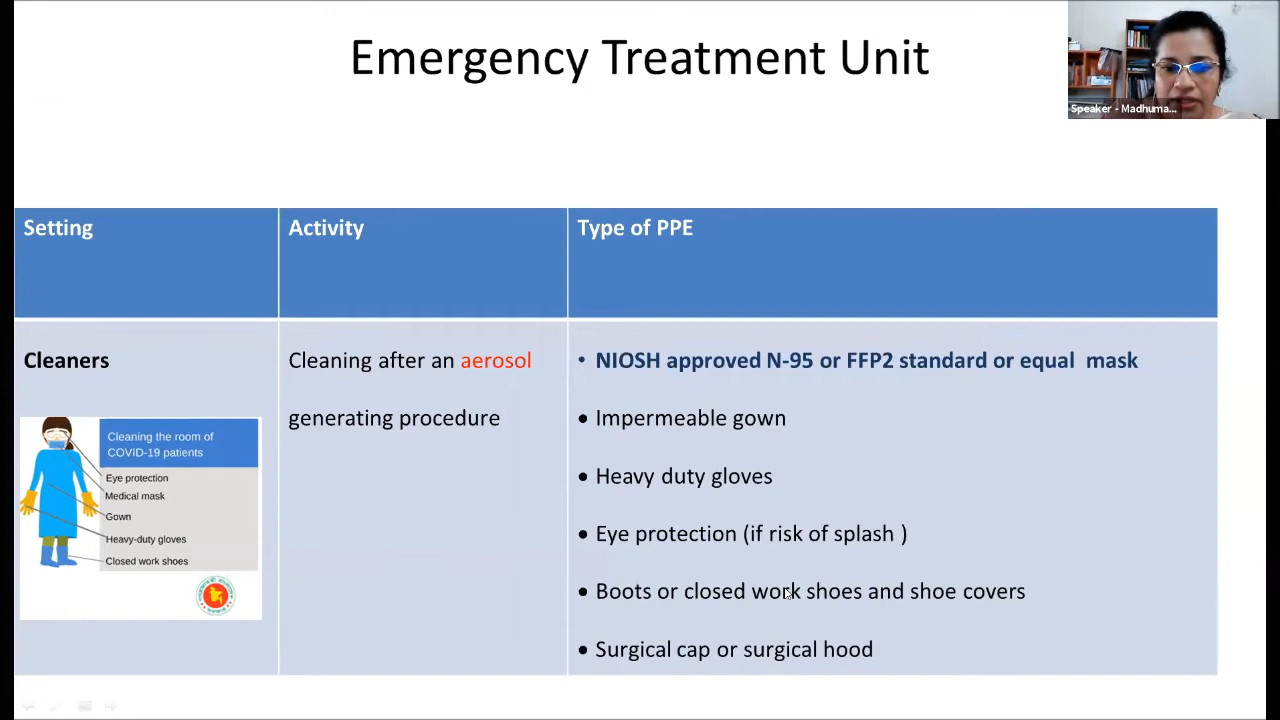 Emergency Treatment Unit
Speaker - Madhuma...
Setting
Activity
Type of PPE
Cleaners
Cleaning after an aerosol
generating procedure
• NIOSH approved N-95 or FFP2 standard or equal mask
• Impermeable gown
• Heavy duty gloves
• Eye protection (if risk of splash )
• Boots or closed work shoes and shoe covers
• Surgical cap or surgical hood
Cleaning the room of
COVID-19 patients
Eye protection
Medical mask
Gown
Heavy-duty gloves
Closed work shoes